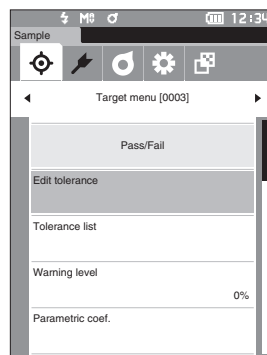 M 12:34
Sample
Target menu [0003]
Pass/Fail
Edit tolerance
Tolerance list
Warning level
0%
Parametric coef.